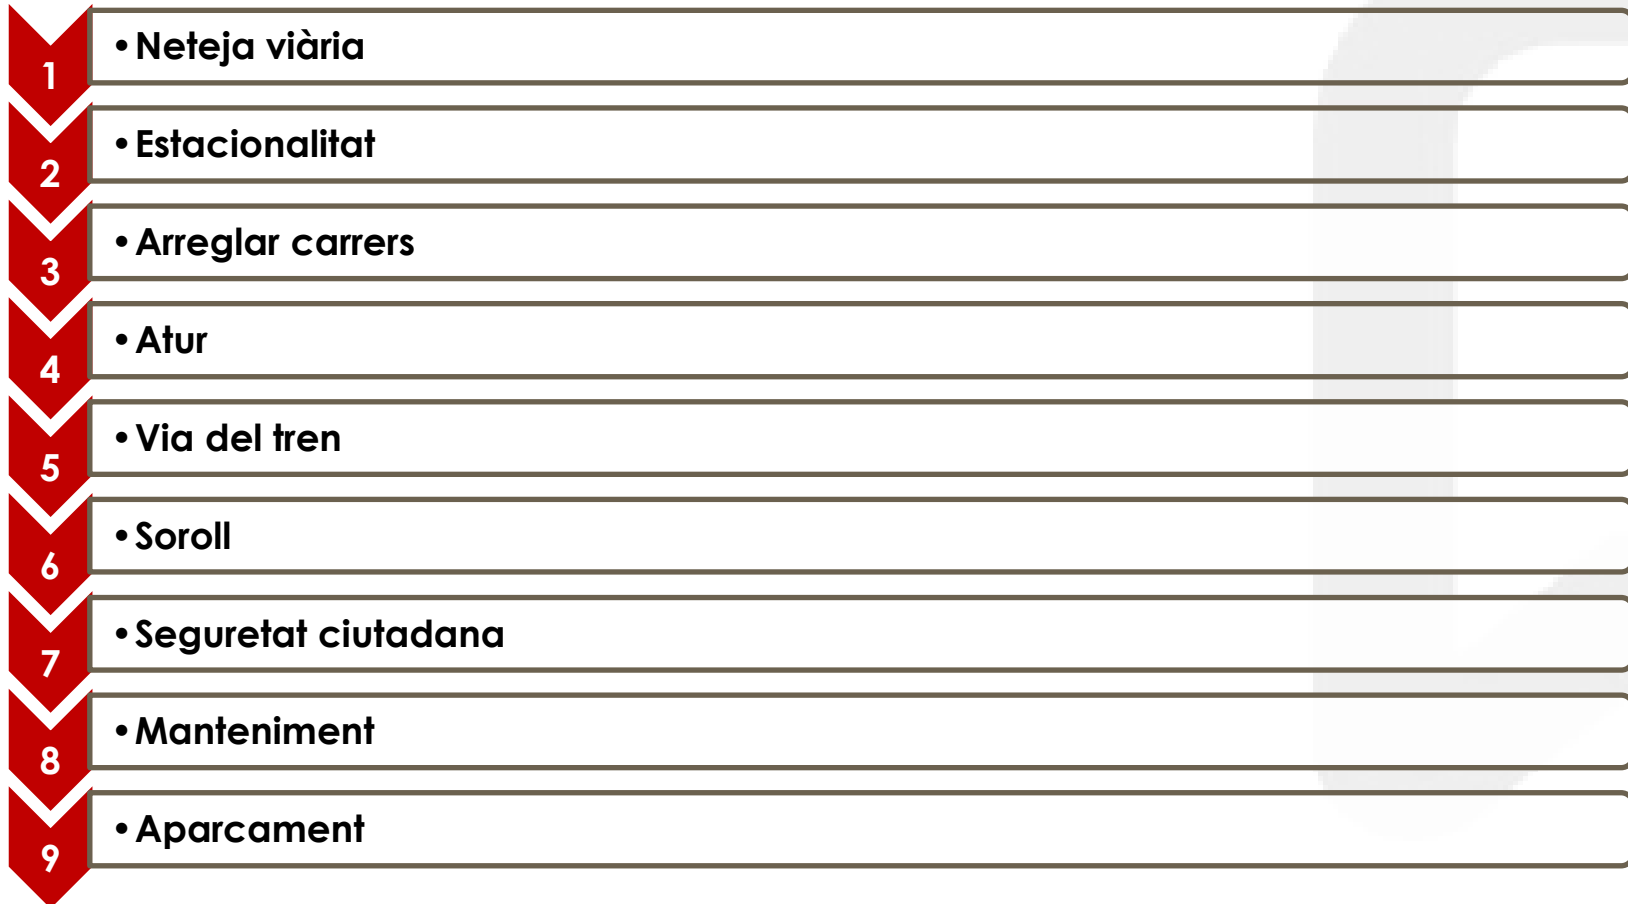 1
• Neteja viària
2
• Estacionalitat
3
• Arreglar carrers
4
• Atur
5
• Via del tren
6
• Soroll
7
• Seguretat ciutadana
8
• Manteniment
9
• Aparcament